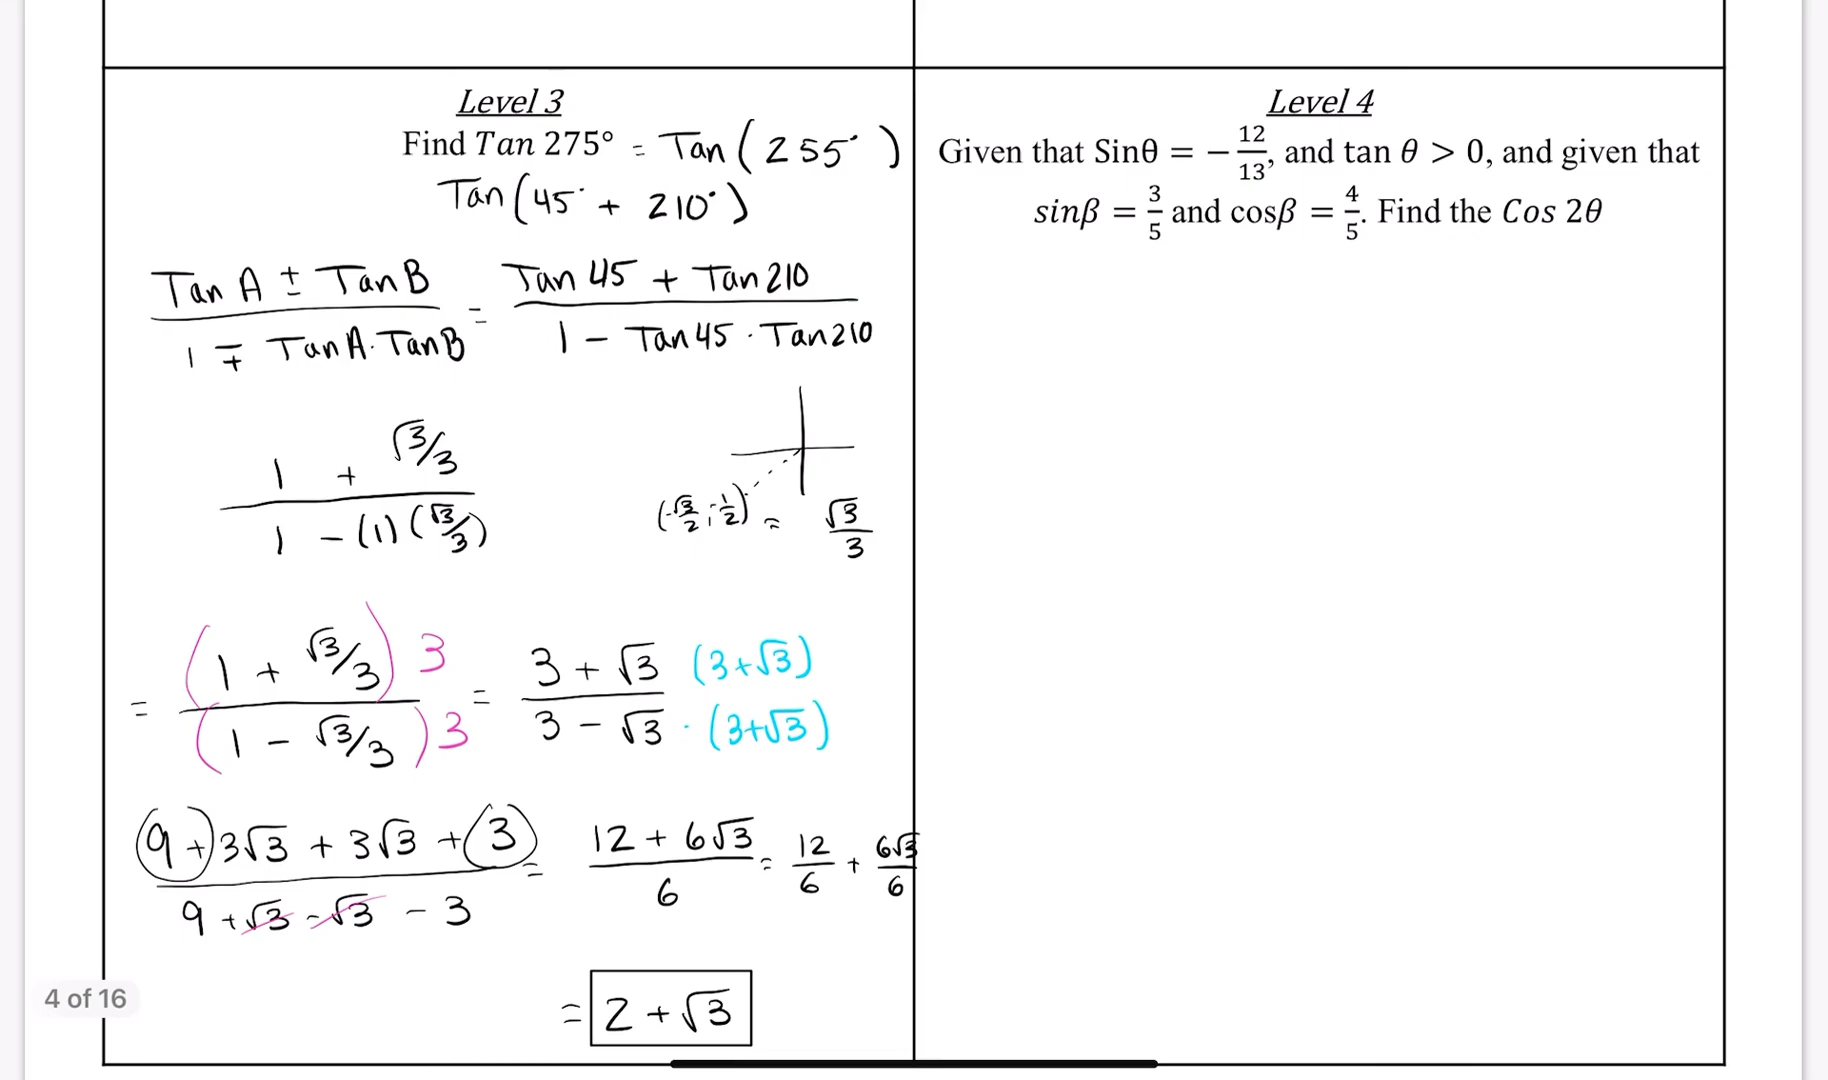 Level 3
Find Tan 275° = Tan(255°)
Tan(45° + 210°)
Tan A ± Tan B / 1 ∓ Tan A · Tan B = Tan 45 + Tan 210 / 1 - Tan 45 · Tan 210
1 + √3/3 / 1 - (1)(√3/3)
(-√3/2, -1/2) = √3/3
= (1 + √3/3) 3 / (1 - √3/3) 3 = 3 + √3 (3+√3) / 3 - √3 · (3+√3)
9 + 3√3 + 3√3 + 3 / 9 + √3 - √3 - 3 = 12 + 6√3 / 6 = 12/6 + 6√3/6
= 2 + √3
Level 4
Given that Sinθ = −12/13, and tan θ > 0, and given that
sinβ = 3/5 and cosβ = 4/5. Find the Cos 2θ
4 of 16